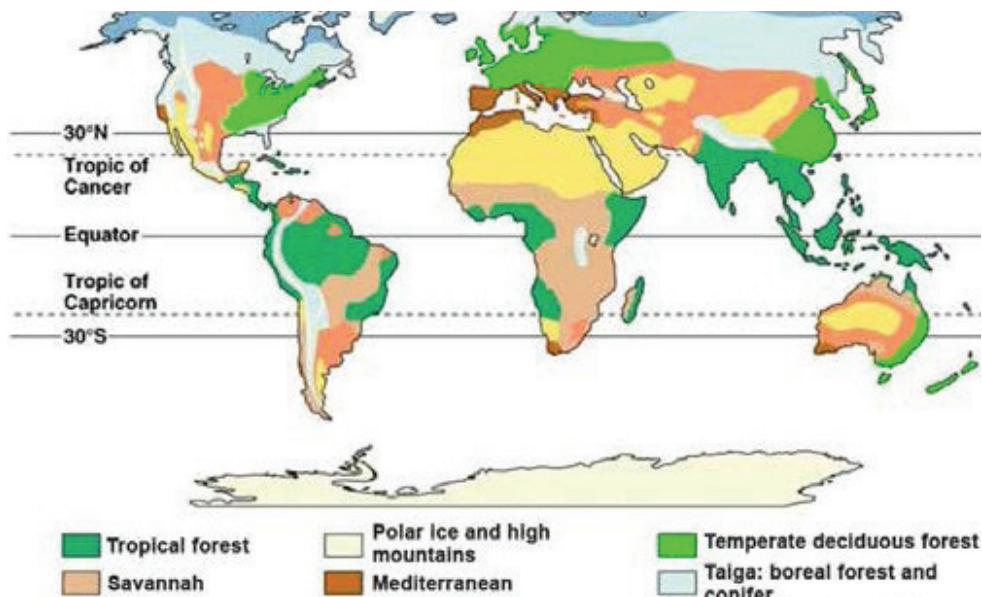 30°N
Tropic of
Cancer
Equator
Tropic of
Capricorn
30°S
Tropical forest
Savannah
Polar ice and high
mountains
Mediterranean
Temperate deciduous forest
Taiga: boreal forest and
conifer